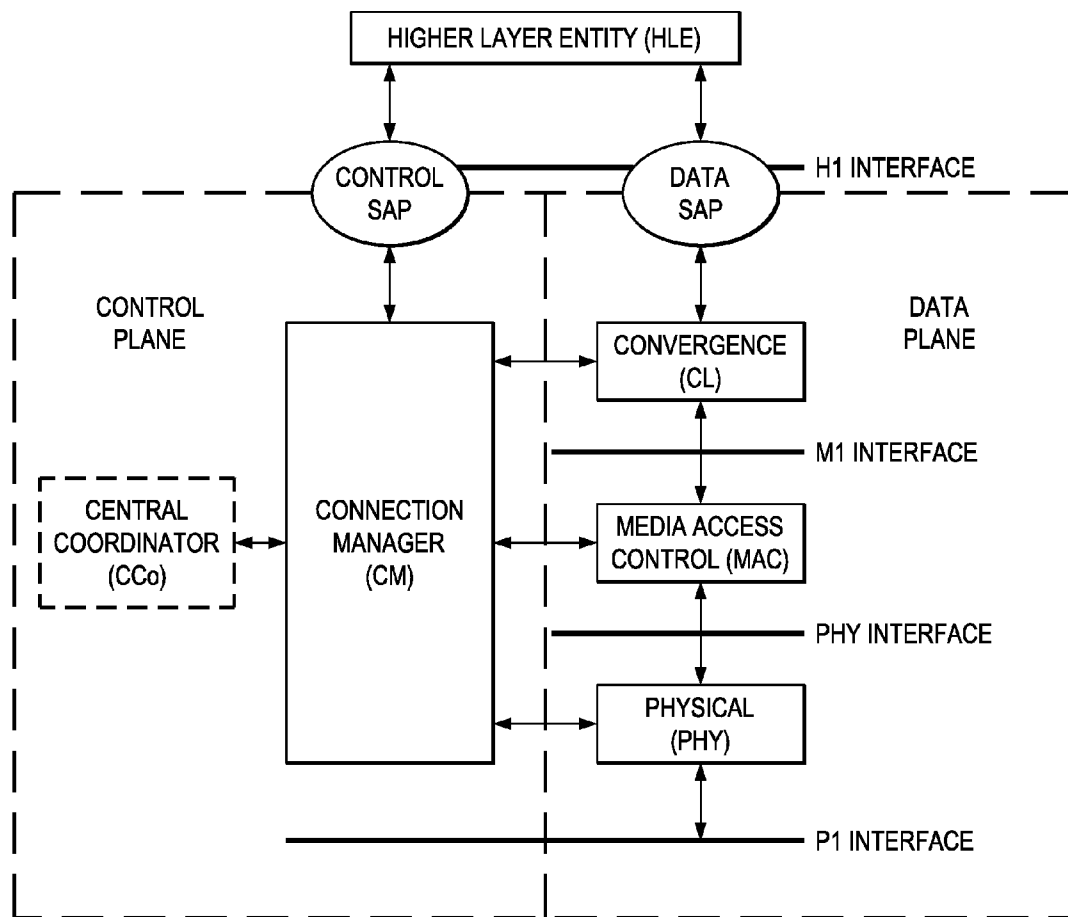 HIGHER LAYER ENTITY (HLE)
CONTROL
SAP
DATA
SAP
H1 INTERFACE
CONTROL
PLANE
DATA
PLANE
CONVERGENCE
(CL)
M1 INTERFACE
CENTRAL
COORDINATOR
(CCo)
CONNECTION
MANAGER
(CM)
MEDIA ACCESS
CONTROL (MAC)
PHY INTERFACE
PHYSICAL
(PHY)
P1 INTERFACE